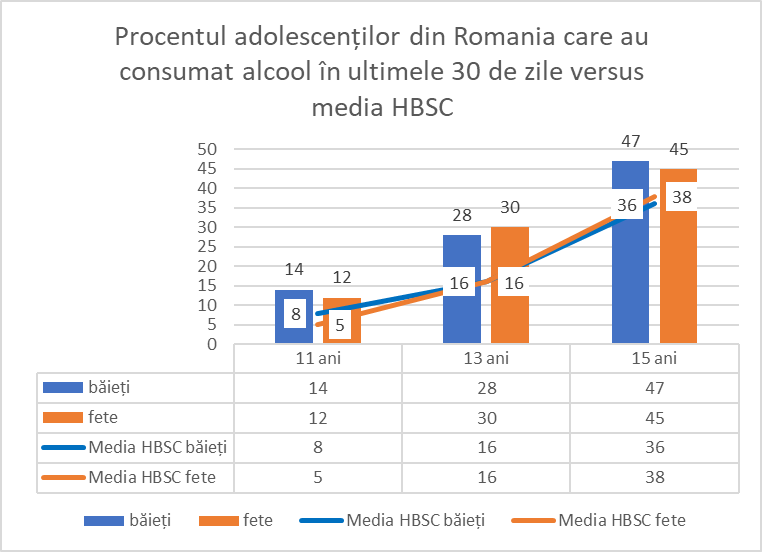 Procentul adolescenților din Romania care au
consumat alcool în ultimele 30 de zile versus
media HBSC
50
45
40
35
30
25
20
15
10
5
0
14
12
28
30
47
45
8
5
16
16
36
38
11 ani 13 ani 15 ani
băieți 14 28 47
fete 12 30 45
Media HBSC băieți 8 16 36
Media HBSC fete 5 16 38
băieți fete Media HBSC băieți Media HBSC fete